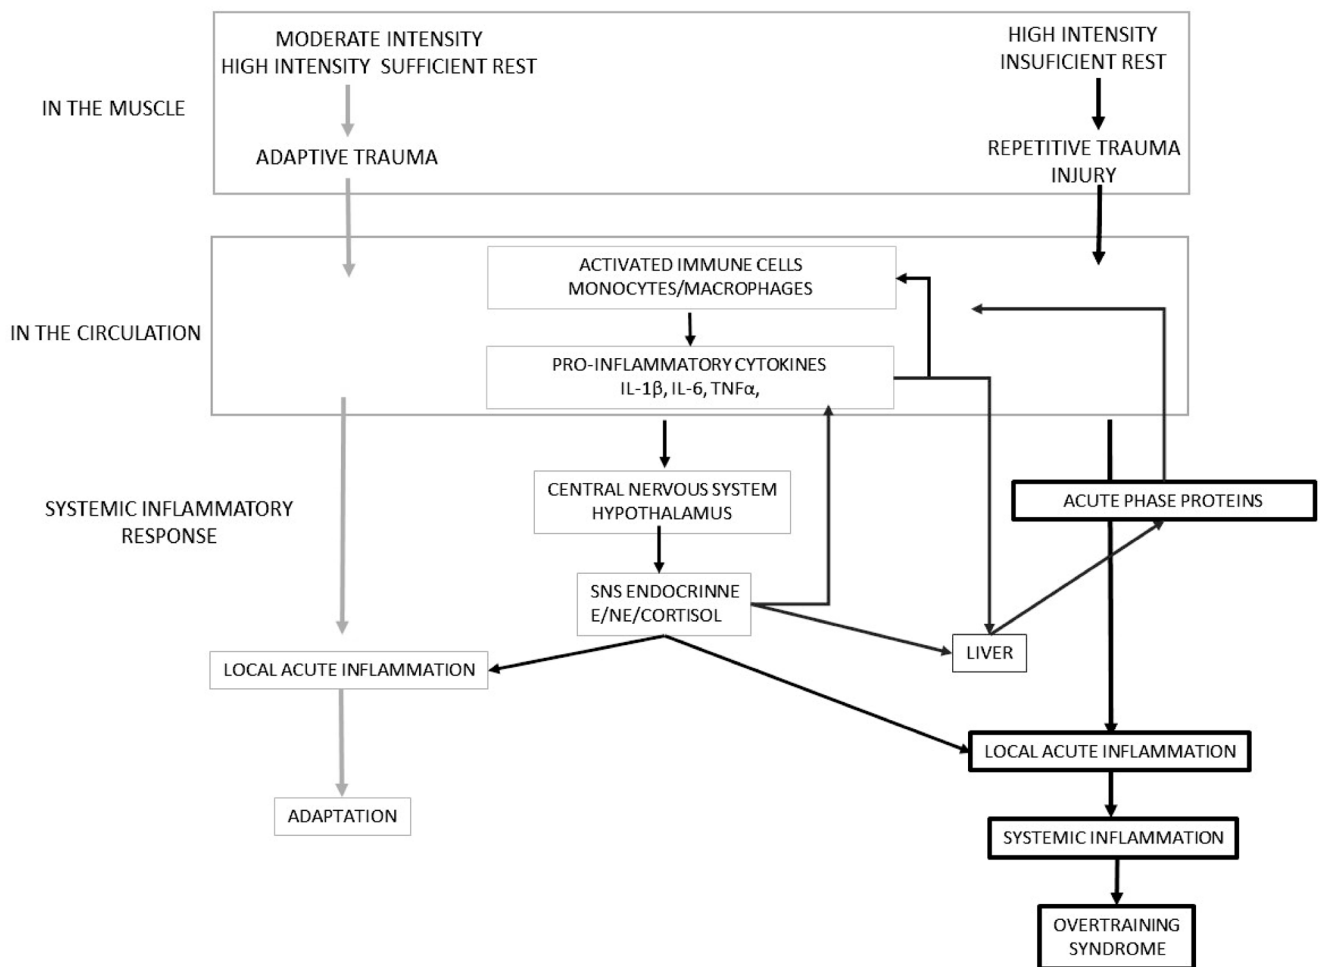 MODERATE INTENSITY
HIGH INTENSITY SUFFICIENT REST
HIGH INTENSITY
INSUFICIENT REST
IN THE MUSCLE
ADAPTIVE TRAUMA
REPETITIVE TRAUMA
INJURY
ACTIVATED IMMUNE CELLS
MONOCYTES/MACROPHAGES
IN THE CIRCULATION
PRO-INFLAMMATORY CYTOKINES
IL-1β, IL-6, TNFα,
CENTRAL NERVOUS SYSTEM
HYPOTHALAMUS
ACUTE PHASE PROTEINS
SYSTEMIC INFLAMMATORY
RESPONSE
SNS ENDOCRINNE
E/NE/CORTISOL
LIVER
LOCAL ACUTE INFLAMMATION
LOCAL ACUTE INFLAMMATION
ADAPTATION
SYSTEMIC INFLAMMATION
OVERTRAINING
SYNDROME